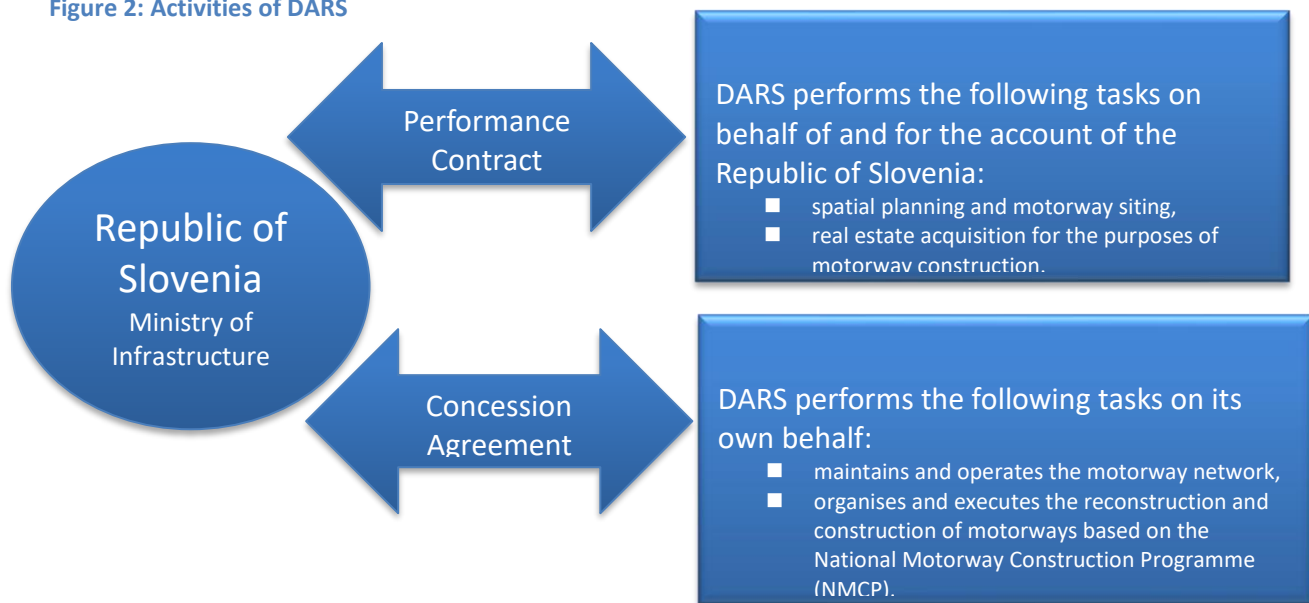 Figure 2: Activities of DARS
Republic of
Slovenia
Ministry of
Infrastructure
Performance
Contract
DARS performs the following tasks on
behalf of and for the account of the
Republic of Slovenia:
■ spatial planning and motorway siting,
■ real estate acquisition for the purposes of
motorway construction.
Concession
Agreement
DARS performs the following tasks on its
own behalf:
■ maintains and operates the motorway network,
■ organises and executes the reconstruction and
construction of motorways based on the
National Motorway Construction Programme
(NMCP).